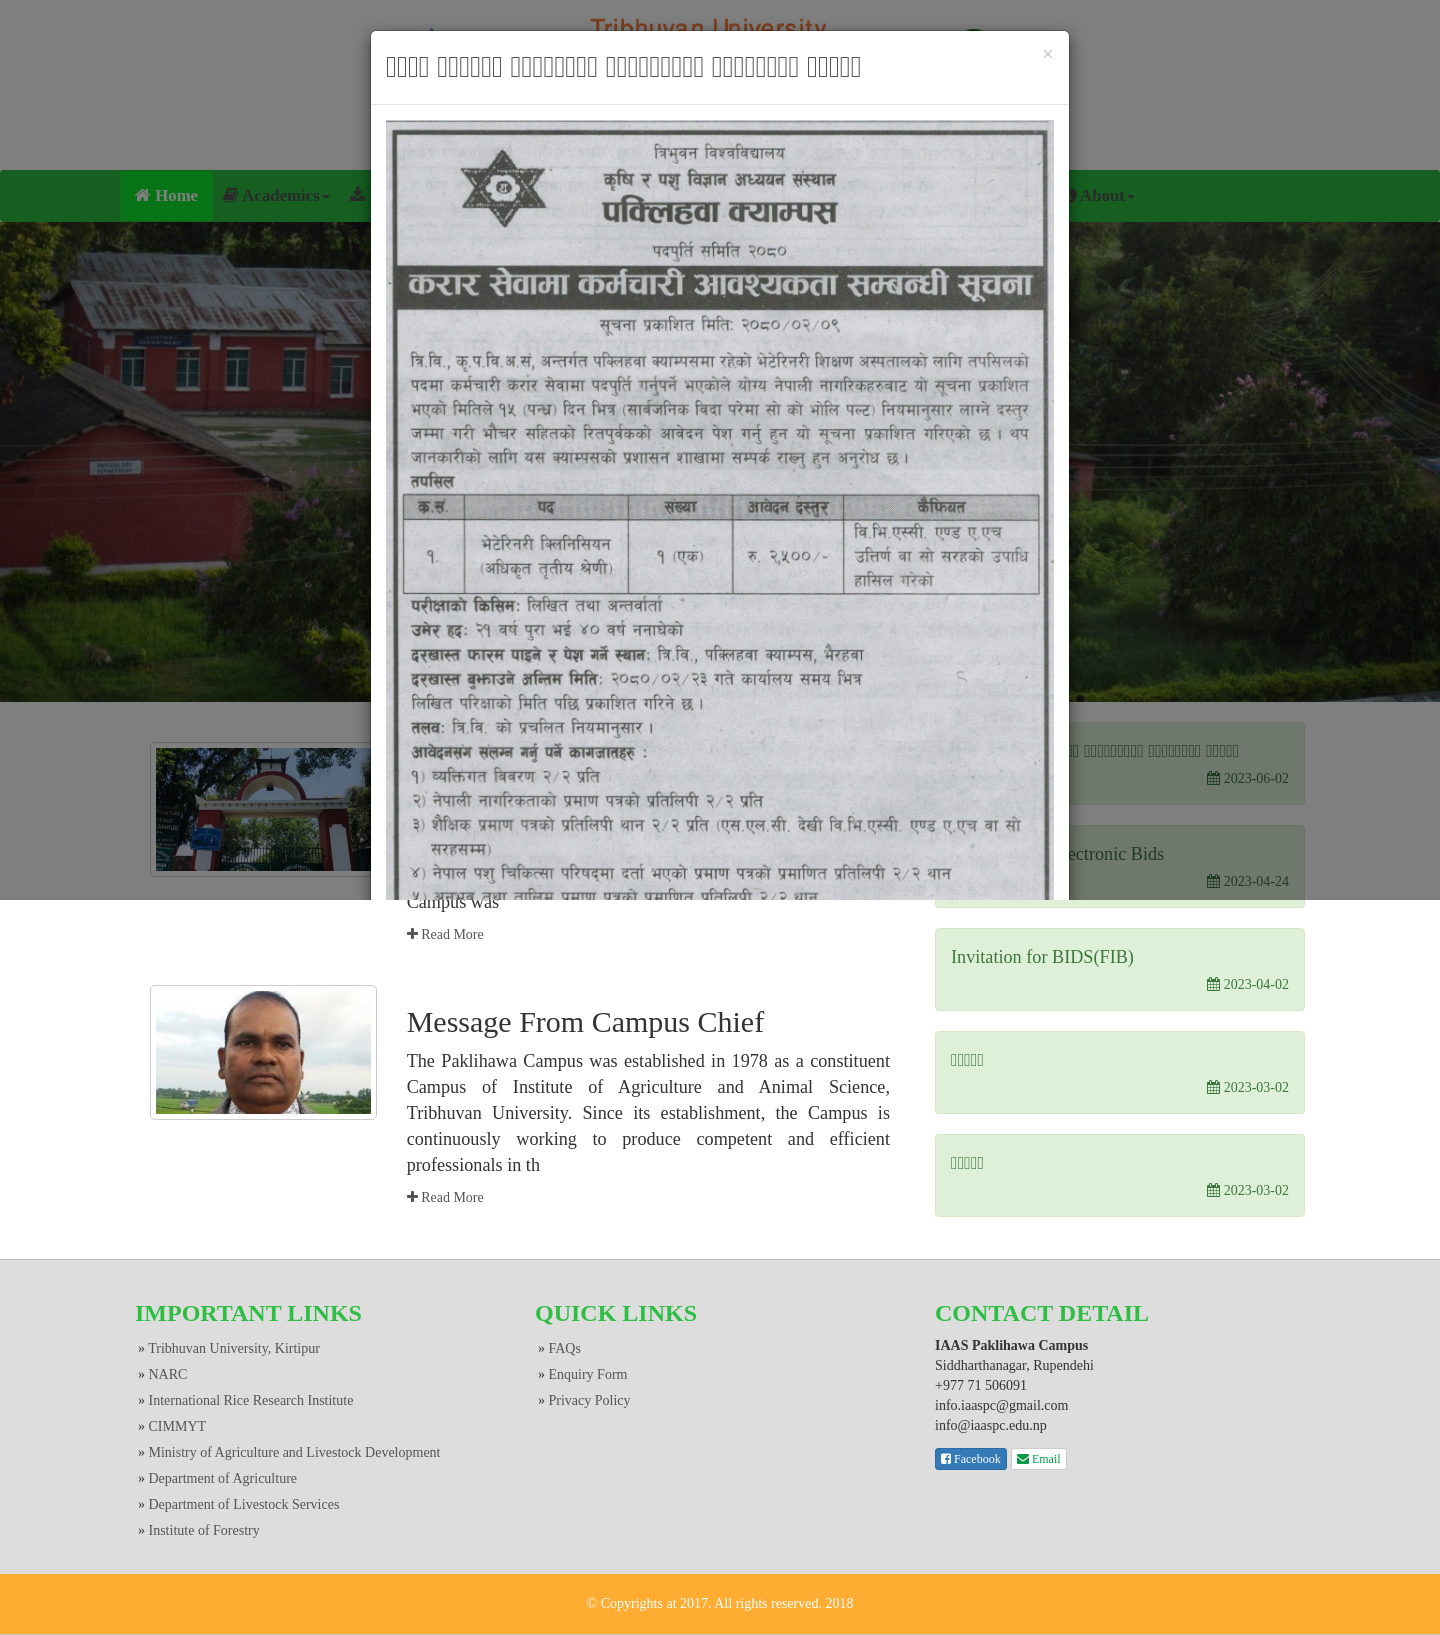 Tribhuvan University
×
त्रिभुवन विश्वविद्यालय
कृषि र पशु विज्ञान अध्ययन संस्थान
पक्लिहवा क्याम्पस
पदपुर्ति समिति २०८०
करार सेवामा कर्मचारी आवश्यकता सम्बन्धी सूचना
सूचना प्रकाशित मितिः २०८०/०२/०९
त्रि.वि., कृ.प.वि.अ.सं, अन्तर्गत पक्लिहवा क्याम्पसमा रहेको भेटेरिनरी शिक्षण अस्पतालको लागि तपसिलको
पदमा कर्मचारी करार सेवामा पदपुर्ति गर्नुपर्ने भएकोले योग्य नेपाली नागरिकहरुबाट यो सूचना प्रकाशित
भएको मितिले १५ (पन्ध्र) दिन भित्र (सार्वजनिक विदा परेमा सो को भोलि पल्ट) नियमानुसार लाग्ने दस्तुर
जम्मा गरी भौचर सहितको रितपुर्वकको आवेदन पेश गर्नु हुन यो सूचना प्रकाशित गरिएको छ । थप
जानकारीको लागि यस क्याम्पसको प्रशासन शाखामा सम्पर्क राख्नु हुन अनुरोध छ ।
तपसिल
क.सं. पद संख्या आवेदन दस्तुर कैफियत
१. भेटेरिनरी क्लिनिसियन (अधिकृत तृतीय श्रेणी) १ (एक) रु. २,५००/- वि.भि.एस्सी. एण्ड ए.एच उत्तिर्ण वा सो सरहको उपाधि हासिल गरेको
परीक्षाको किसिमः लिखित तथा अन्तर्वार्ता
उमेर हदः २१ वर्ष पुरा भई ४० वर्ष ननाघेको
दरखास्त फारम पाइने र पेश गर्ने स्थानः त्रि.वि., पक्लिहवा क्याम्पस, भैरहवा
दरखास्त बुझाउने अन्तिम मितिः २०८०/०२/२३ गते कार्यालय समय भित्र
लिखित परिक्षाको मिति पछि प्रकाशित गरिने छ ।
तलवः त्रि.वि. को प्रचलित नियमानुसार ।
आवेदनसंग संलग्न गर्नु पर्ने कागजातहरु :
१) व्यक्तिगत विवरण २/२ प्रति
२) नेपाली नागरिकताको प्रमाण पत्रको प्रतिलिपी २/२ प्रति
३) शैक्षिक प्रमाण पत्रको प्रतिलिपी थान २/२ प्रति (एस.एल.सी. देखी वि.भि.एस्सी. एण्ड ए.एच वा सो
सरहसम्म)
४) नेपाल पशु चिकित्सा परिषद्‌मा दर्ता भएको प्रमाण पत्रको प्रमाणित प्रतिलिपी २/२ थान
५) अनुभव तथा तालिम प्रमाण पत्रको प्रमाणित प्रतिलिपी २/२ थान
Home Academics About
PHYSIOLOGY
DEPARTMENT
Campus was
Read More
Message From Campus Chief
The Paklihawa Campus was established in 1978 as a constituent
Campus of Institute of Agriculture and Animal Science,
Tribhuvan University. Since its establishment, the Campus is
continuously working to produce competent and efficient
professionals in th
Read More
2023-06-02
ectronic Bids
2023-04-24
Invitation for BIDS(FIB)
2023-04-02
2023-03-02
2023-03-02
IMPORTANT LINKS
» Tribhuvan University, Kirtipur
» NARC
» International Rice Research Institute
» CIMMYT
» Ministry of Agriculture and Livestock Development
» Department of Agriculture
» Department of Livestock Services
» Institute of Forestry
QUICK LINKS
» FAQs
» Enquiry Form
» Privacy Policy
CONTACT DETAIL
IAAS Paklihawa Campus
Siddharthanagar, Rupendehi
+977 71 506091
info.iaaspc@gmail.com
info@iaaspc.edu.np
Facebook Email
© Copyrights at 2017. All rights reserved. 2018